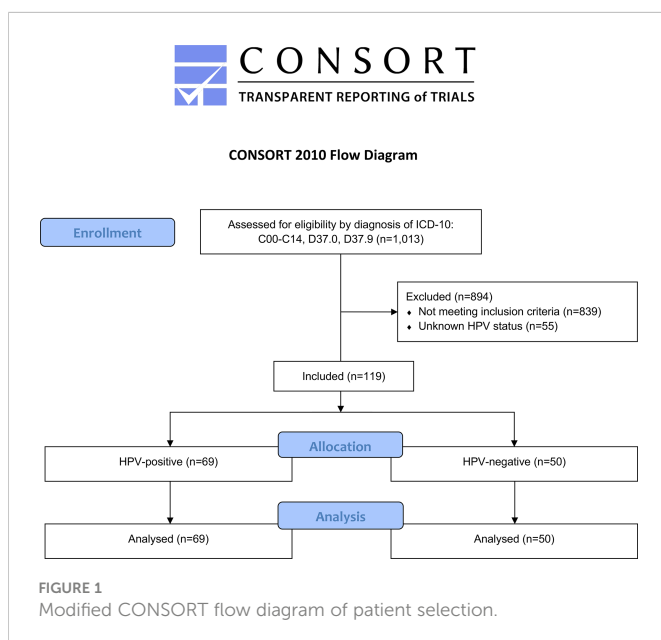 CONSORT
TRANSPARENT REPORTING of TRIALS
CONSORT 2010 Flow Diagram
Enrollment
Assessed for eligibility by diagnosis of ICD-10:
C00-C14, D37.0, D37.9 (n=1,013)
Excluded (n=894)
♦ Not meeting inclusion criteria (n=839)
♦ Unknown HPV status (n=55)
Included (n=119)
Allocation
HPV-positive (n=69)
HPV-negative (n=50)
Analysis
Analysed (n=69)
Analysed (n=50)
FIGURE 1
Modified CONSORT flow diagram of patient selection.